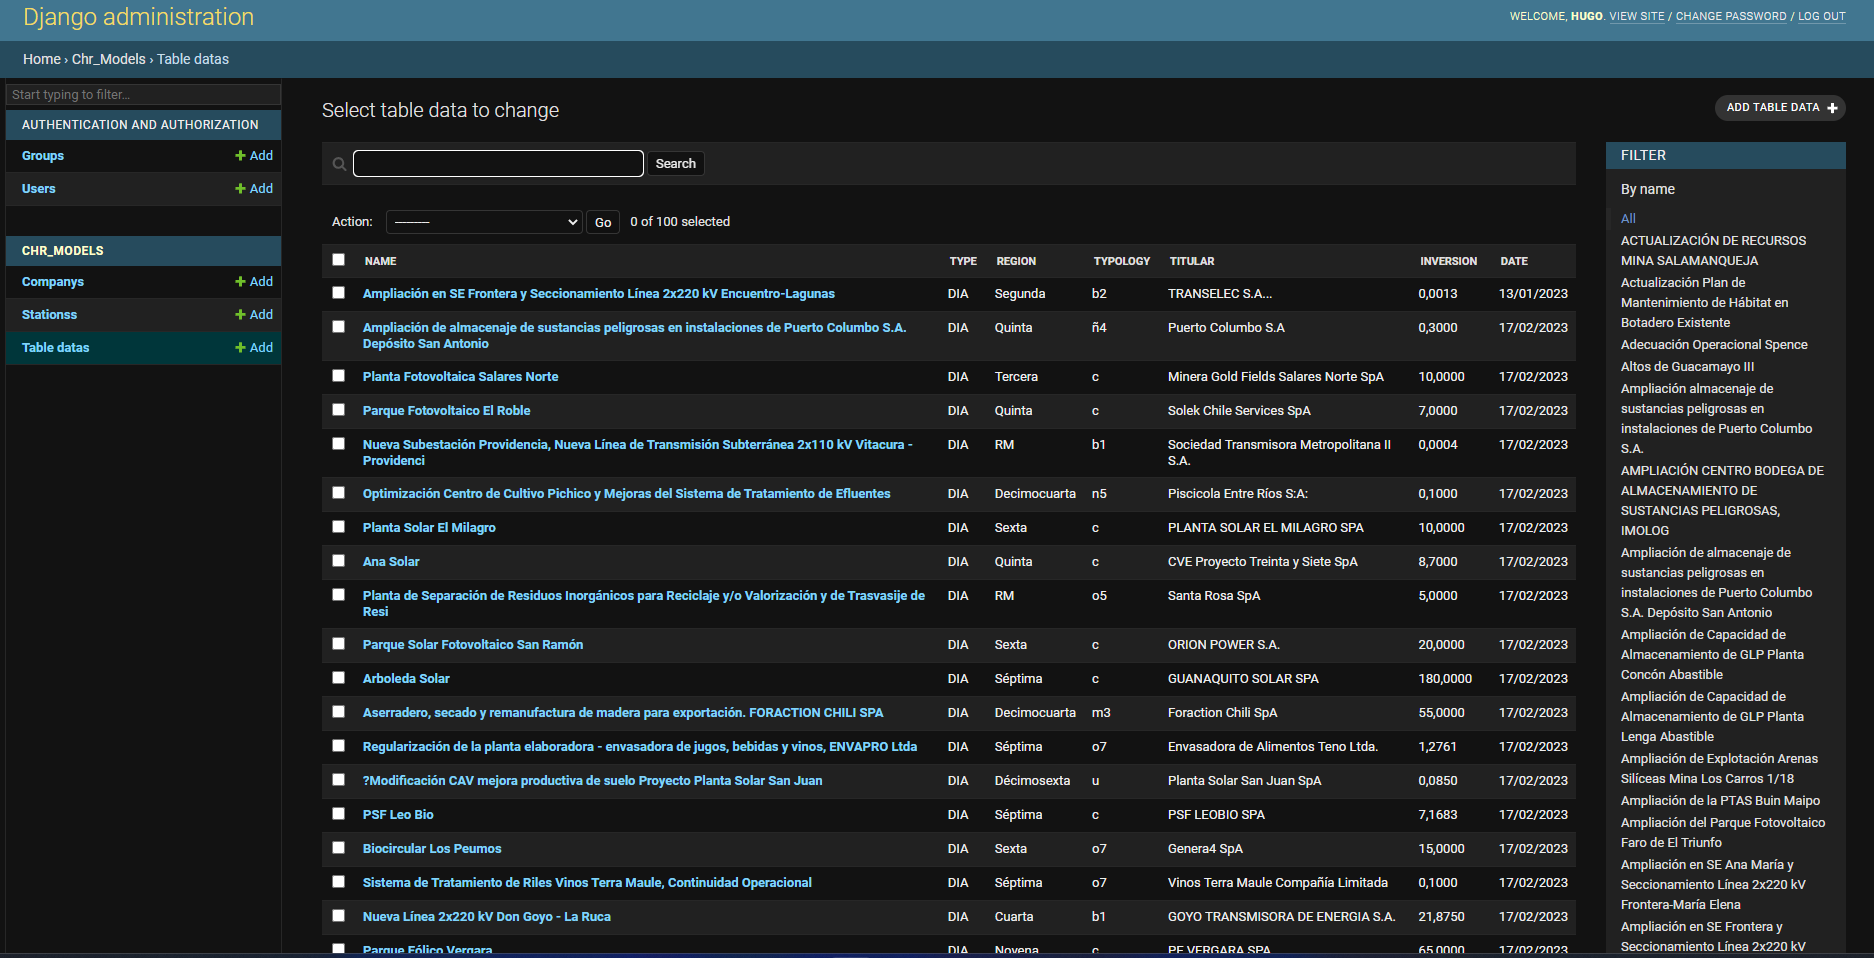 Django administration
WELCOME, HUGO. VIEW SITE / CHANGE PASSWORD / LOG OUT
Home › Chr_Models › Table datas
Start typing to filter...
AUTHENTICATION AND AUTHORIZATION
Groups + Add
Users + Add
CHR_MODELS
Companys + Add
Stationss + Add
Table datas + Add
Select table data to change
ADD TABLE DATA +
Search
Action: --------- Go 0 of 100 selected
NAME TYPE REGION TYPOLOGY TITULAR INVERSION DATE
Ampliación en SE Frontera y Seccionamiento Línea 2x220 kV Encuentro-Lagunas DIA Segunda b2 TRANSELEC S.A... 0,0013 13/01/2023
Ampliación de almacenaje de sustancias peligrosas en instalaciones de Puerto Columbo S.A. DIA Quinta ñ4 Puerto Columbo S.A 0,3000 17/02/2023
Depósito San Antonio
Planta Fotovoltaica Salares Norte DIA Tercera c Minera Gold Fields Salares Norte SpA 10,0000 17/02/2023
Parque Fotovoltaico El Roble DIA Quinta c Solek Chile Services SpA 7,0000 17/02/2023
Nueva Subestación Providencia, Nueva Línea de Transmisión Subterránea 2x110 kV Vitacura - DIA RM b1 Sociedad Transmisora Metropolitana II 0,0004 17/02/2023
Providenci S.A.
Optimización Centro de Cultivo Pichico y Mejoras del Sistema de Tratamiento de Efluentes DIA Decimocuarta n5 Piscicola Entre Ríos S:A: 0,1000 17/02/2023
Planta Solar El Milagro DIA Sexta c PLANTA SOLAR EL MILAGRO SPA 10,0000 17/02/2023
Ana Solar DIA Quinta c CVE Proyecto Treinta y Siete SpA 8,7000 17/02/2023
Planta de Separación de Residuos Inorgánicos para Reciclaje y/o Valorización y de Trasvasije de DIA RM o5 Santa Rosa SpA 5,0000 17/02/2023
Resi
Parque Solar Fotovoltaico San Ramón DIA Sexta c ORION POWER S.A. 20,0000 17/02/2023
Arboleda Solar DIA Séptima c GUANAQUITO SOLAR SPA 180,0000 17/02/2023
Aserradero, secado y remanufactura de madera para exportación. FORACTION CHILI SPA DIA Decimocuarta m3 Foraction Chili SpA 55,0000 17/02/2023
Regularización de la planta elaboradora - envasadora de jugos, bebidas y vinos, ENVAPRO Ltda DIA Séptima o7 Envasadora de Alimentos Teno Ltda. 1,2761 17/02/2023
?Modificación CAV mejora productiva de suelo Proyecto Planta Solar San Juan DIA Décimosexta u Planta Solar San Juan SpA 0,0850 17/02/2023
PSF Leo Bio DIA Séptima c PSF LEOBIO SPA 7,1683 17/02/2023
Biocircular Los Peumos DIA Sexta o7 Genera4 SpA 15,0000 17/02/2023
Sistema de Tratamiento de Riles Vinos Terra Maule, Continuidad Operacional DIA Séptima o7 Vinos Terra Maule Compañía Limitada 0,1000 17/02/2023
Nueva Línea 2x220 kV Don Goyo - La Ruca DIA Cuarta b1 GOYO TRANSMISORA DE ENERGIA S.A. 21,8750 17/02/2023
Parque Eólico Vergara DIA Novena c PE VERGARA SPA 65,0000 17/02/2023
FILTER
By name
All
ACTUALIZACIÓN DE RECURSOS
MINA SALAMANQUEJA
Actualización Plan de
Mantenimiento de Hábitat en
Botadero Existente
Adecuación Operacional Spence
Altos de Guacamayo III
Ampliación almacenaje de
sustancias peligrosas en
instalaciones de Puerto Columbo
S.A.
AMPLIACIÓN CENTRO BODEGA DE
ALMACENAMIENTO DE
SUSTANCIAS PELIGROSAS,
IMOLOG
Ampliación de almacenaje de
sustancias peligrosas en
instalaciones de Puerto Columbo
S.A. Depósito San Antonio
Ampliación de Capacidad de
Almacenamiento de GLP Planta
Concón Abastible
Ampliación de Capacidad de
Almacenamiento de GLP Planta
Lenga Abastible
Ampliación de Explotación Arenas
Silíceas Mina Los Carros 1/18
Ampliación de la PTAS Buin Maipo
Ampliación del Parque Fotovoltaico
Faro de El Triunfo
Ampliación en SE Ana María y
Seccionamiento Línea 2x220 kV
Frontera-María Elena
Ampliación en SE Frontera y
Seccionamiento Línea 2x220 kV